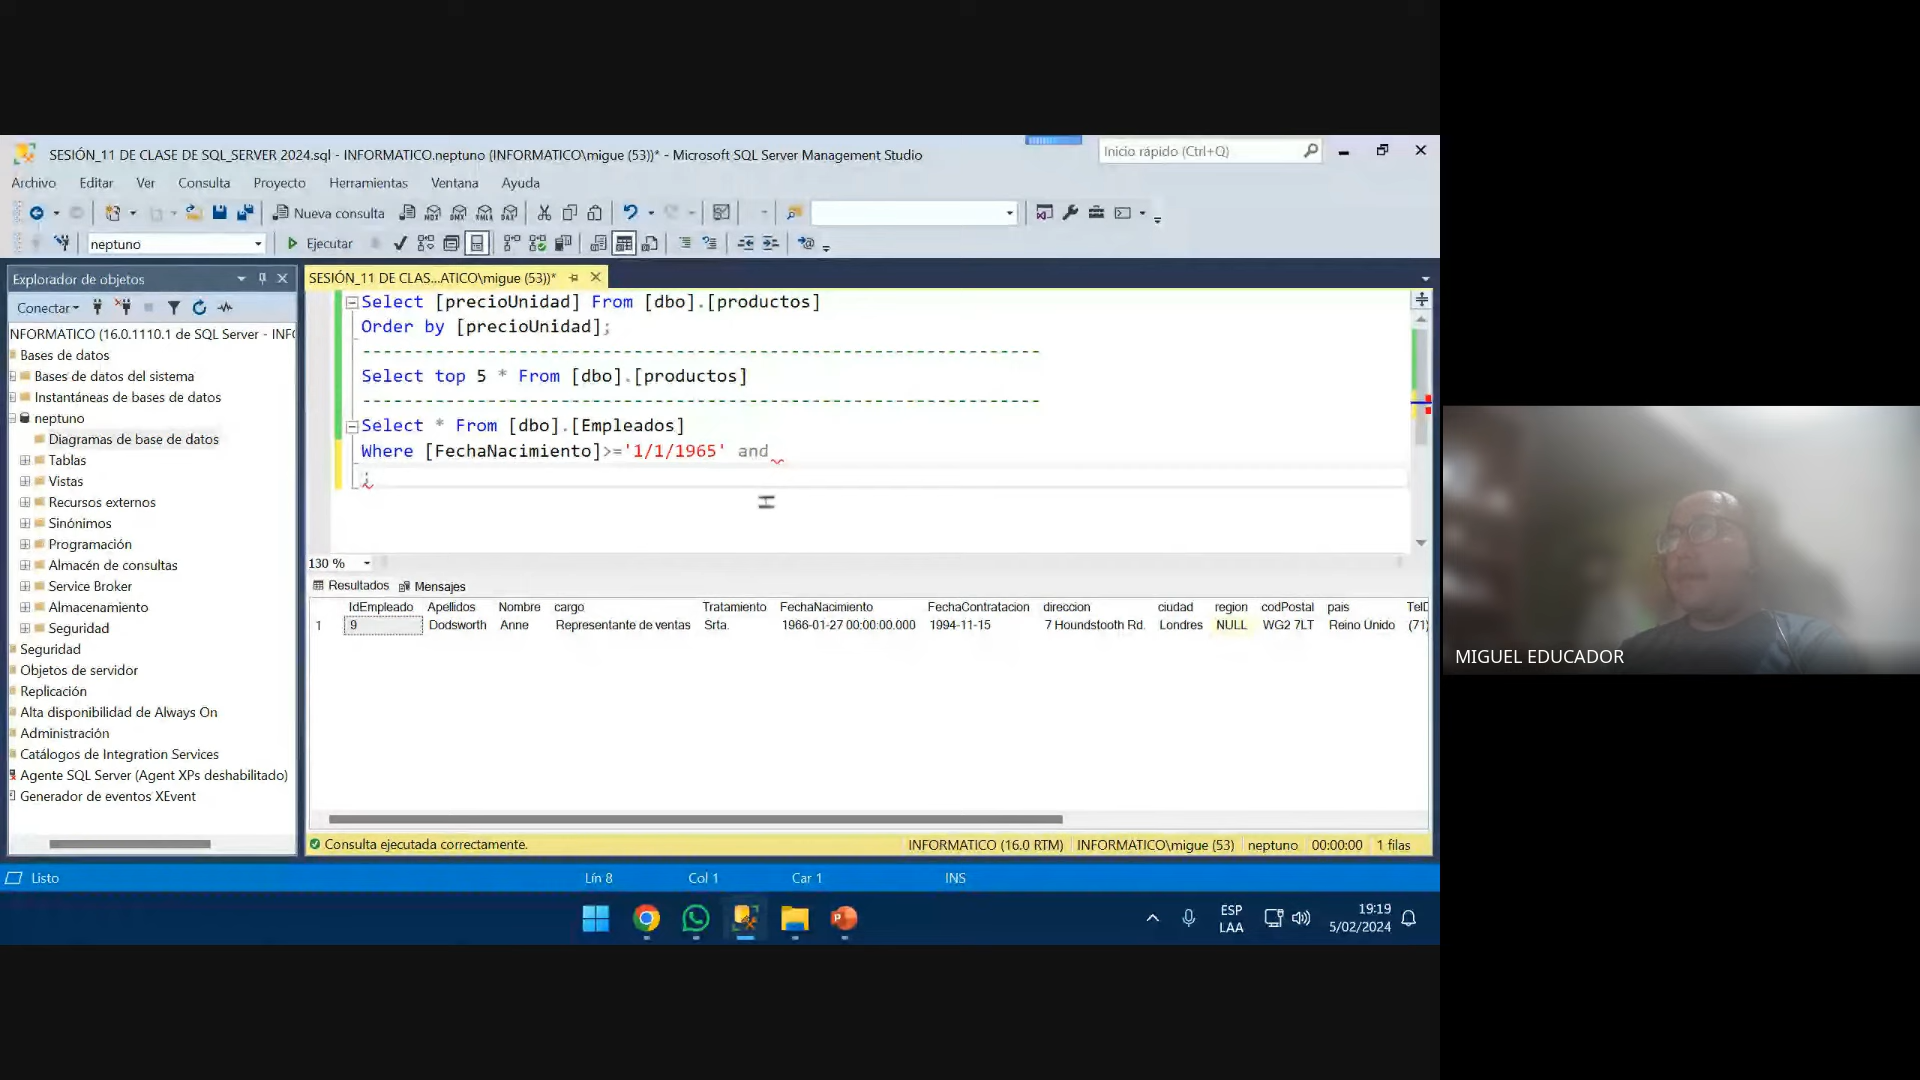 SESIÓN_11 DE CLASE DE SQL_SERVER 2024.sql - INFORMATICO.neptuno (INFORMATICO\migue (53))* - Microsoft SQL Server Management Studio
Inicio rápido (Ctrl+Q)
Archivo Editar Ver Consulta Proyecto Herramientas Ventana Ayuda
Nueva consulta
neptuno
Ejecutar
Explorador de objetos
Conectar
NFORMATICO (16.0.1110.1 de SQL Server - INF
Bases de datos
Bases de datos del sistema
Instantáneas de bases de datos
neptuno
Diagramas de base de datos
Tablas
Vistas
Recursos externos
Sinónimos
Programación
Almacén de consultas
Service Broker
Almacenamiento
Seguridad
Seguridad
Objetos de servidor
Replicación
Alta disponibilidad de Always On
Administración
Catálogos de Integration Services
Agente SQL Server (Agent XPs deshabilitado)
Generador de eventos XEvent
SESIÓN_11 DE CLAS...ATICO\migue (53))*
Select [precioUnidad] From [dbo].[productos]
Order by [precioUnidad];
-----------------------------------------------------------------
Select top 5 * From [dbo].[productos]
-----------------------------------------------------------------
Select * From [dbo].[Empleados]
Where [FechaNacimiento]>='1/1/1965' and
;
130 %
Resultados Mensajes
IdEmpleado Apellidos Nombre cargo Tratamiento FechaNacimiento FechaContratacion direccion ciudad region codPostal pais TelD
1 9 Dodsworth Anne Representante de ventas Srta. 1966-01-27 00:00:00.000 1994-11-15 7 Houndstooth Rd. Londres NULL WG2 7LT Reino Unido (71)
Consulta ejecutada correctamente.
INFORMATICO (16.0 RTM) INFORMATICO\migue (53) neptuno 00:00:00 1 filas
Listo Lín 8 Col 1 Car 1 INS
ESP
LAA
19:19
5/02/2024
MIGUEL EDUCADOR